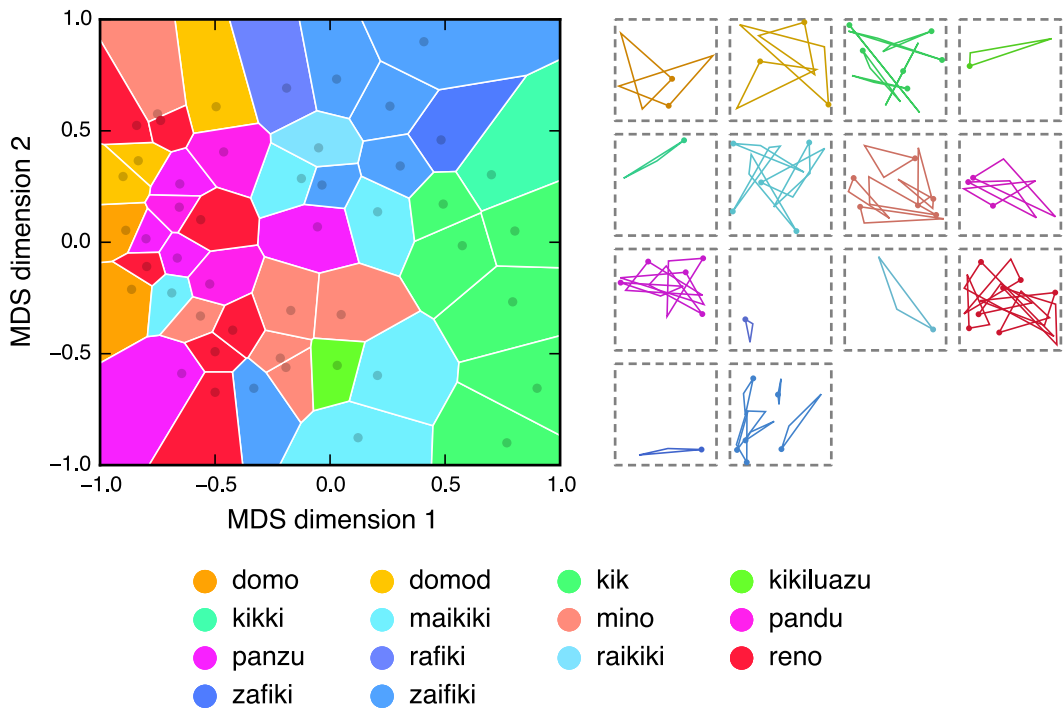 1.0
0.5
0.0
−0.5
−1.0
MDS dimension 2
−1.0 −0.5 0.0 0.5 1.0
MDS dimension 1
domo domod kik kikiluazu
kikki maikiki mino pandu
panzu rafiki raikiki reno
zafiki zaifiki